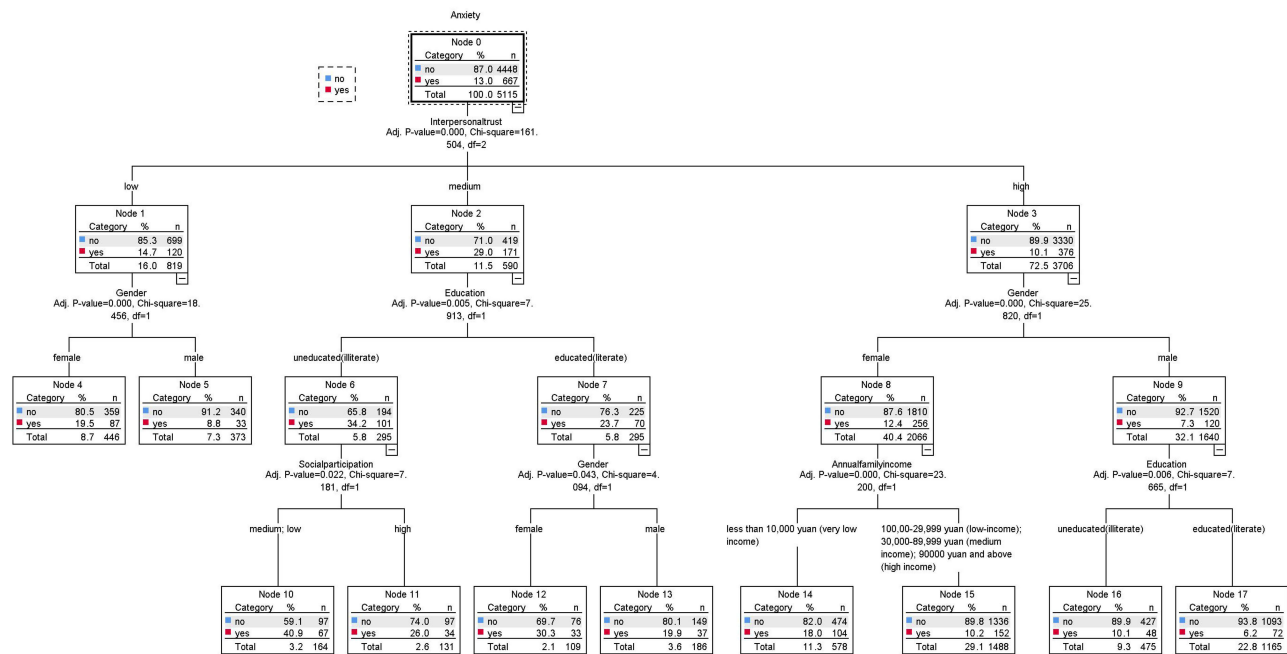 Anxiety
Node 0
Category % n
no 87.0 4448
yes 13.0 667
Total 100.0 5115
no
yes
Interpersonaltrust
Adj. P-value=0.000, Chi-square=161.
504, df=2
low
medium
high
Node 1
Category % n
no 85.3 699
yes 14.7 120
Total 16.0 819
Node 2
Category % n
no 71.0 419
yes 29.0 171
Total 11.5 590
Node 3
Category % n
no 89.9 3330
yes 10.1 376
Total 72.5 3706
Gender
Adj. P-value=0.000, Chi-square=18.
456, df=1
Education
Adj. P-value=0.005, Chi-square=7.
913, df=1
Gender
Adj. P-value=0.000, Chi-square=25.
820, df=1
female
male
uneducated(illiterate)
educated(literate)
female
male
Node 4
Category % n
no 80.5 359
yes 19.5 87
Total 8.7 446
Node 5
Category % n
no 91.2 340
yes 8.8 33
Total 7.3 373
Node 6
Category % n
no 65.8 194
yes 34.2 101
Total 5.8 295
Node 7
Category % n
no 76.3 225
yes 23.7 70
Total 5.8 295
Node 8
Category % n
no 87.6 1810
yes 12.4 256
Total 40.4 2066
Node 9
Category % n
no 92.7 1520
yes 7.3 120
Total 32.1 1640
Socialparticipation
Adj. P-value=0.022, Chi-square=7.
181, df=1
Gender
Adj. P-value=0.043, Chi-square=4.
094, df=1
Annualfamilyincome
Adj. P-value=0.000, Chi-square=23.
200, df=1
Education
Adj. P-value=0.006, Chi-square=7.
665, df=1
medium; low
high
female
male
less than 10,000 yuan (very low
income)
100,00-29,999 yuan (low-income);
30,000-89,999 yuan (medium
income); 90000 yuan and above
(high income)
uneducated(illiterate)
educated(literate)
Node 10
Category % n
no 59.1 97
yes 40.9 67
Total 3.2 164
Node 11
Category % n
no 74.0 97
yes 26.0 34
Total 2.6 131
Node 12
Category % n
no 69.7 76
yes 30.3 33
Total 2.1 109
Node 13
Category % n
no 80.1 149
yes 19.9 37
Total 3.6 186
Node 14
Category % n
no 82.0 474
yes 18.0 104
Total 11.3 578
Node 15
Category % n
no 89.8 1336
yes 10.2 152
Total 29.1 1488
Node 16
Category % n
no 89.9 427
yes 10.1 48
Total 9.3 475
Node 17
Category % n
no 93.8 1093
yes 6.2 72
Total 22.8 1165